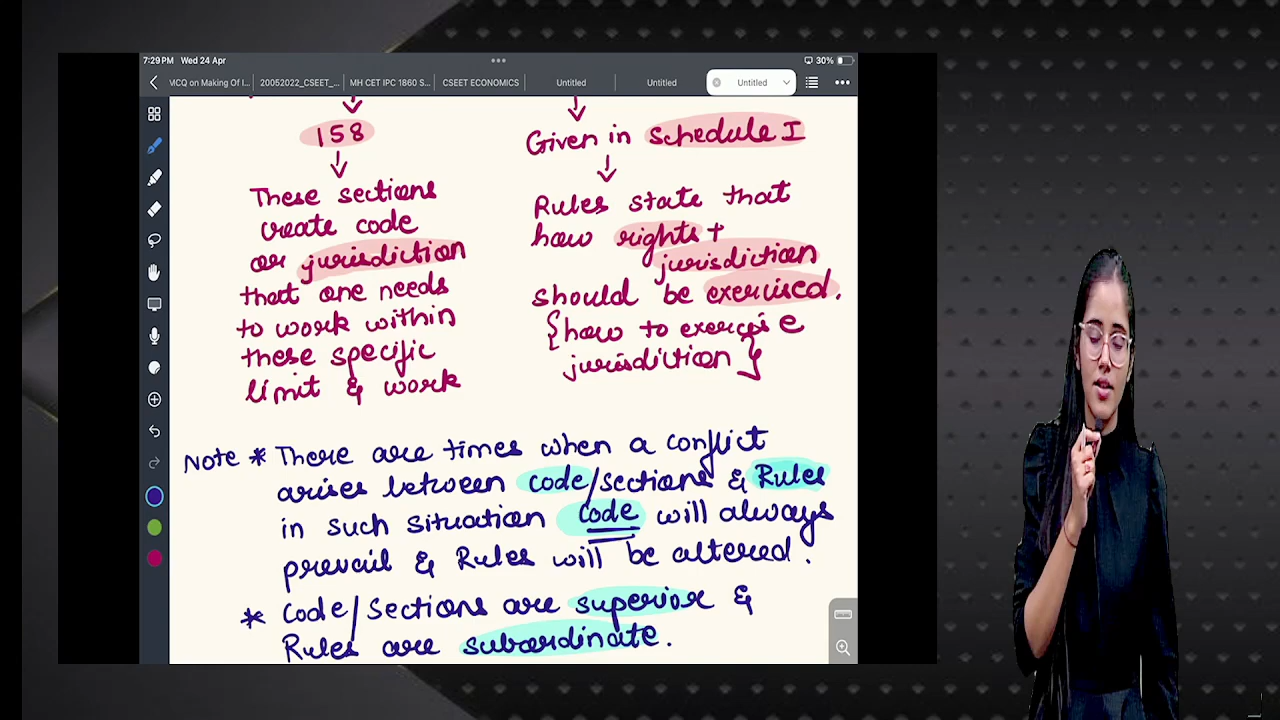 7:29 PM Wed 24 Apr
30%
MCQ on Making Of I...
20052022_CSEET_...
MH CET IPC 1860 S...
CSEET ECONOMICS
Untitled
Untitled
Untitled
158
These sections
create code
or jurisdiction
that one needs
to work within
these specific
limit & work
Given in schedule I
Rules state that
how rights +
jurisdiction
should be exercised.
{how to exercise
jurisdiction}
Note * There are times when a conflict
arises between code/sections & Rules
in such situation code will always
prevail & Rules will be altered.
* Code/Sections are superior &
Rules are subordinate.